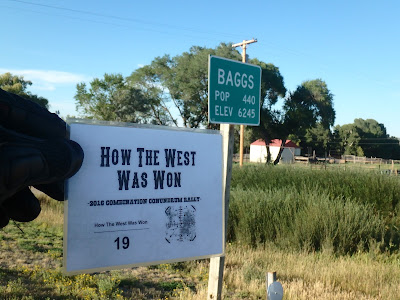 BAGGS
POP 440
ELEV 6245
HOW THE WEST
WAS WON
-2016 COMBINATION CONUNDRUM RALLY-
How The West Was Won
19